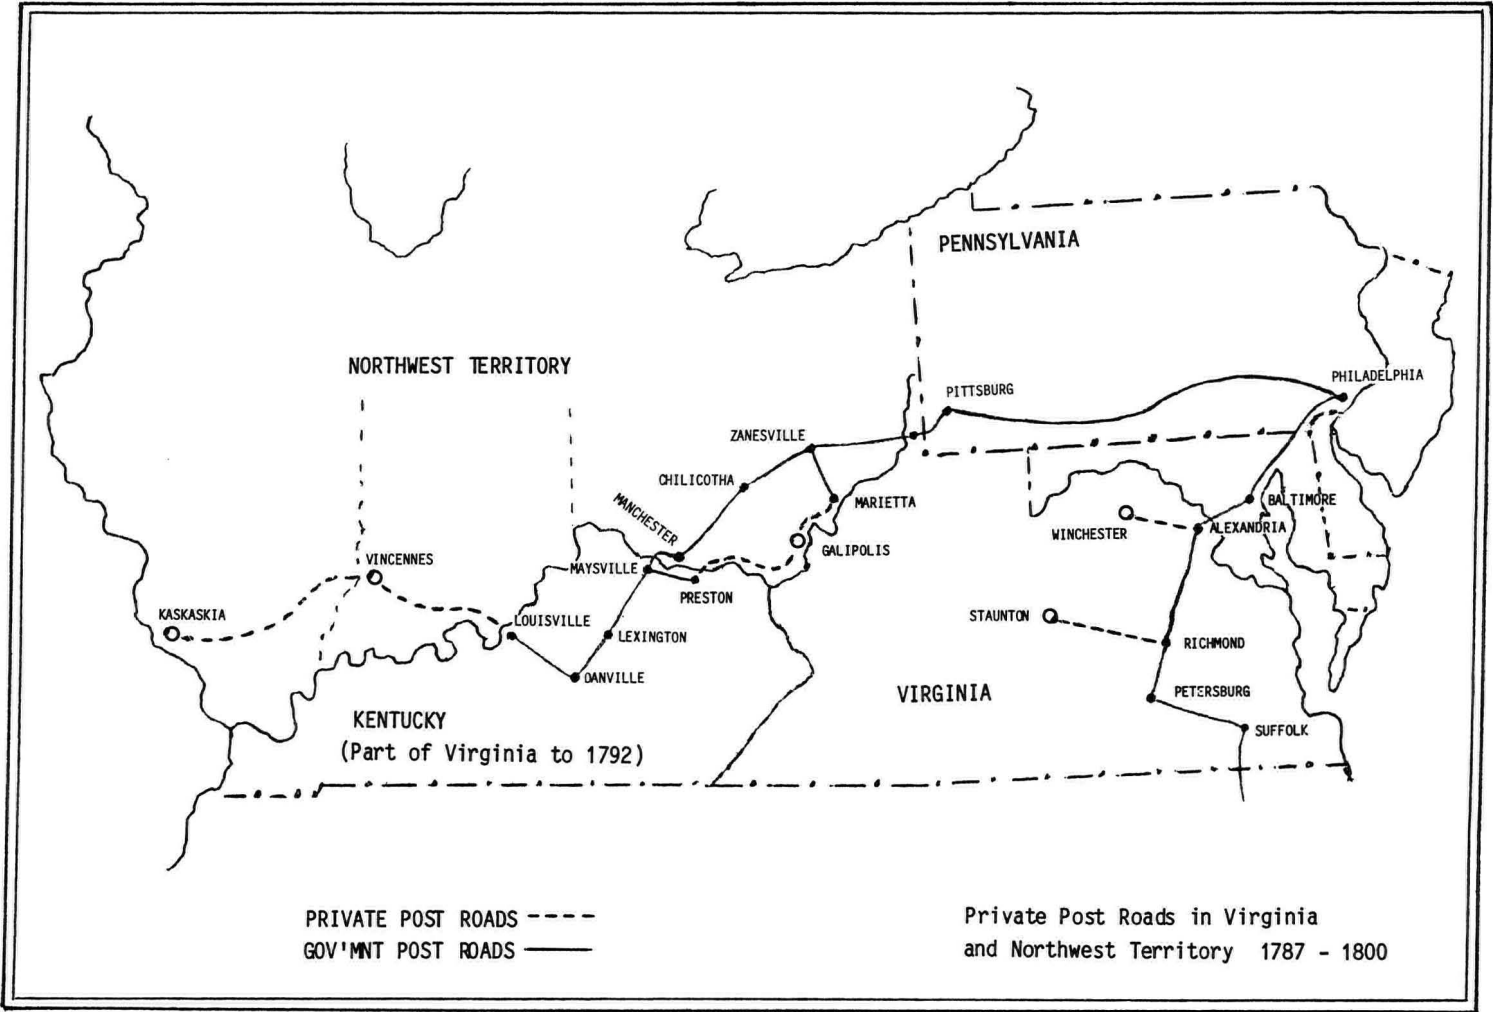 PENNSYLVANIA
NORTHWEST TERRITORY
PHILADELPHIA
PITTSBURG
ZANESVILLE
CHILICOTHA
MANCHESTER
MARIETTA
BALTIMORE
WINCHESTER
ALEXANDRIA
GALIPOLIS
VINCENNES
MAYSVILLE
PRESTON
KASKASKIA
LOUISVILLE
STAUNTON
LEXINGTON
RICHMOND
DANVILLE
VIRGINIA
PETERSBURG
KENTUCKY
(Part of Virginia to 1792)
SUFFOLK
PRIVATE POST ROADS
GOV'MNT POST ROADS
Private Post Roads in Virginia
and Northwest Territory 1787 - 1800